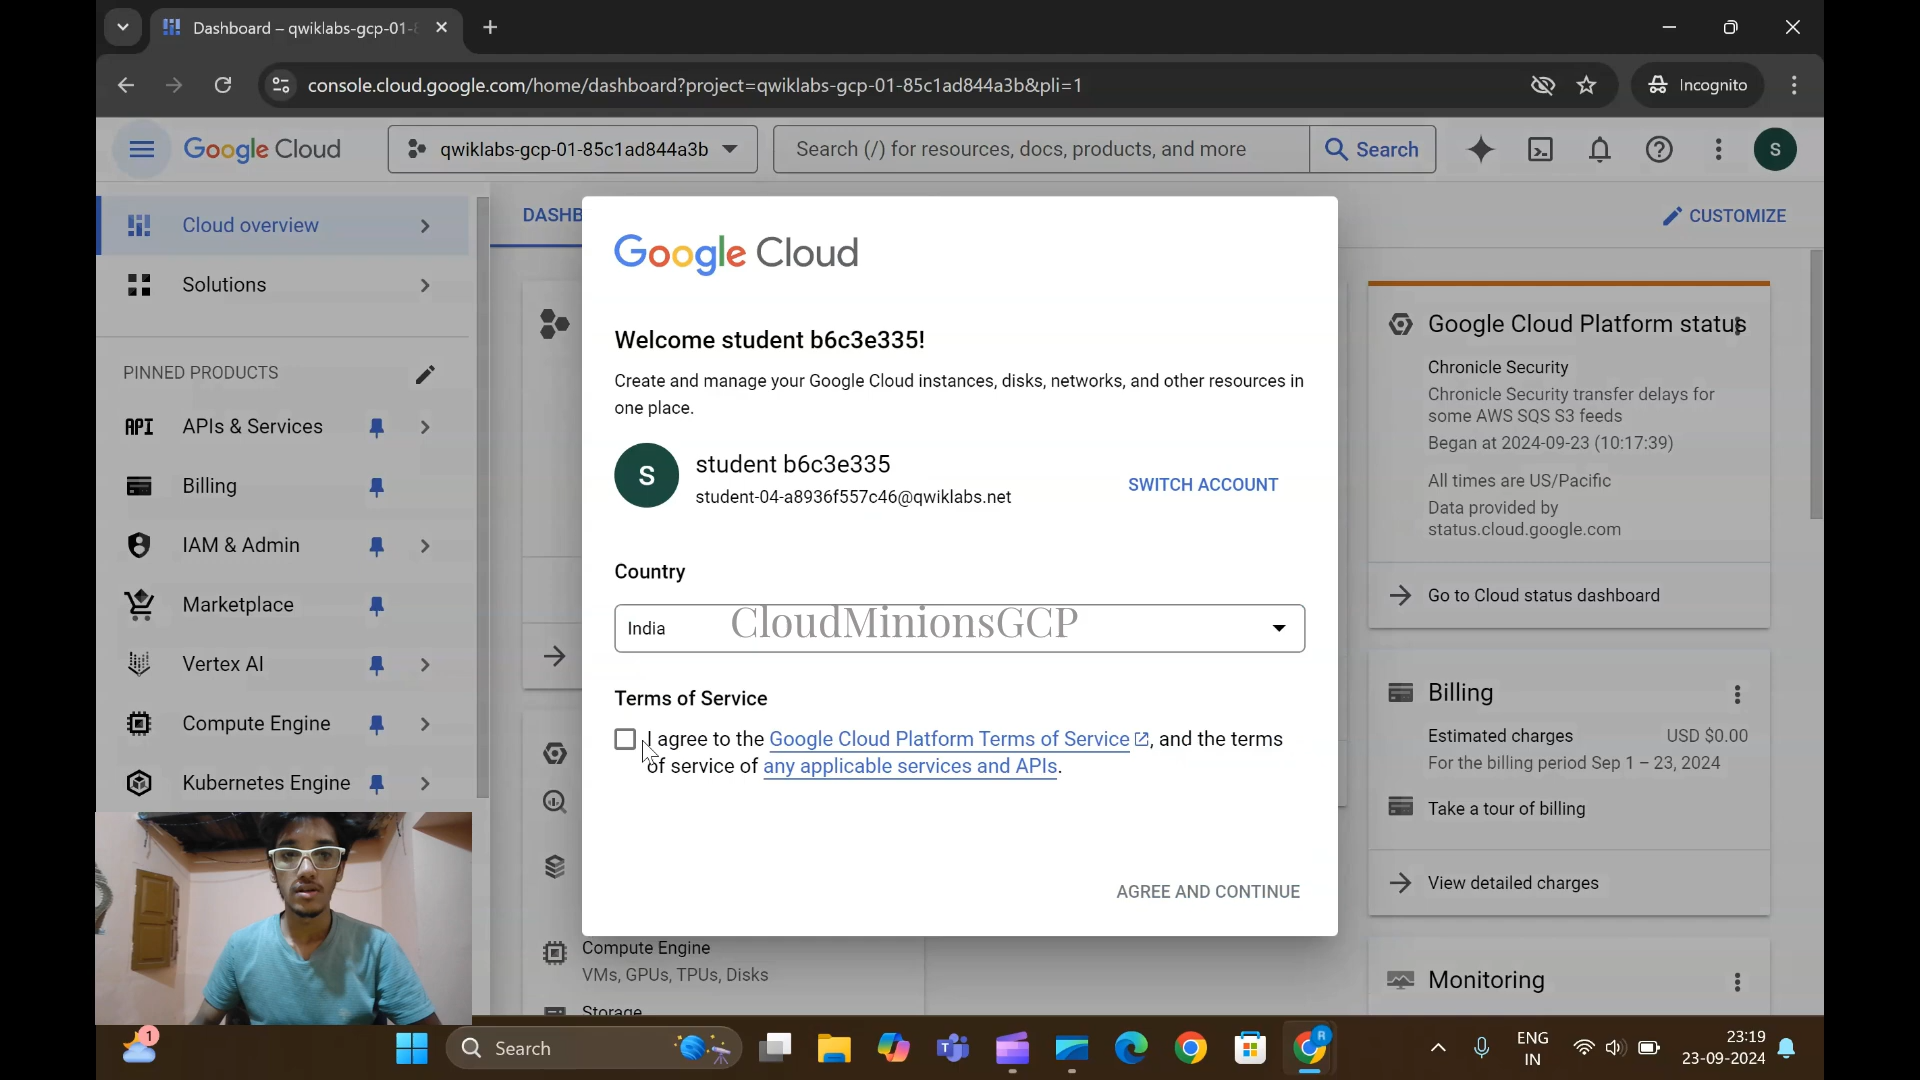 Dashboard – qwiklabs-gcp-01-
console.cloud.google.com/home/dashboard?project=qwiklabs-gcp-01-85c1ad844a3b&pli=1
Incognito
Google Cloud
qwiklabs-gcp-01-85c1ad844a3b
Search (/) for resources, docs, products, and more
Search
S
Cloud overview
Solutions
PINNED PRODUCTS
API APIs & Services
Billing
IAM & Admin
Marketplace
Vertex AI
Compute Engine
Kubernetes Engine
DASHB
CUSTOMIZE
Google Cloud
Welcome student b6c3e335!
Create and manage your Google Cloud instances, disks, networks, and other resources in
one place.
S
student b6c3e335
student-04-a8936f557c46@qwiklabs.net
SWITCH ACCOUNT
Country
India
CloudMinionsGCP
Terms of Service
I agree to the Google Cloud Platform Terms of Service, and the terms
of service of any applicable services and APIs.
AGREE AND CONTINUE
Compute Engine
VMs, GPUs, TPUs, Disks
Storage
Google Cloud Platform status
Chronicle Security
Chronicle Security transfer delays for
some AWS SQS S3 feeds
Began at 2024-09-23 (10:17:39)
All times are US/Pacific
Data provided by
status.cloud.google.com
Go to Cloud status dashboard
Billing
Estimated charges USD $0.00
For the billing period Sep 1 – 23, 2024
Take a tour of billing
View detailed charges
Monitoring
1
Search
R
ENG
IN
23:19
23-09-2024